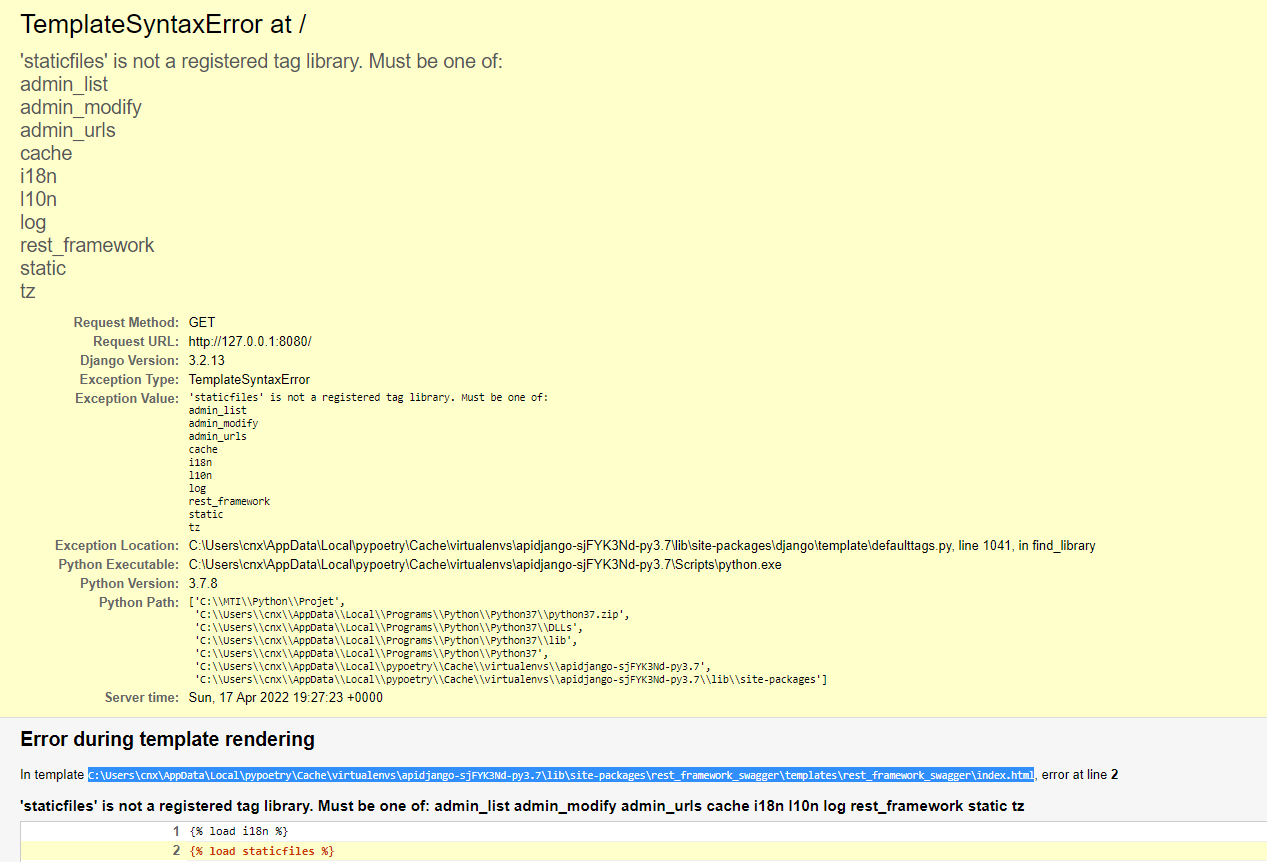 TemplateSyntaxError at /
'staticfiles' is not a registered tag library. Must be one of:
admin_list
admin_modify
admin_urls
cache
i18n
l10n
log
rest_framework
static
tz
Request Method: GET
Request URL: http://127.0.0.1:8080/
Django Version: 3.2.13
Exception Type: TemplateSyntaxError
Exception Value: 'staticfiles' is not a registered tag library. Must be one of:
admin_list
admin_modify
admin_urls
cache
i18n
l10n
log
rest_framework
static
tz
Exception Location: C:\Users\cnx\AppData\Local\pypoetry\Cache\virtualenvs\apidjango-sjFYK3Nd-py3.7\lib\site-packages\django\template\defaulttags.py, line 1041, in find_library
Python Executable: C:\Users\cnx\AppData\Local\pypoetry\Cache\virtualenvs\apidjango-sjFYK3Nd-py3.7\Scripts\python.exe
Python Version: 3.7.8
Python Path: ['C:\\MTI\\Python\\Projet',
'C:\\Users\\cnx\\AppData\\Local\\Programs\\Python\\Python37\\python37.zip',
'C:\\Users\\cnx\\AppData\\Local\\Programs\\Python\\Python37\\DLLs',
'C:\\Users\\cnx\\AppData\\Local\\Programs\\Python\\Python37\\lib',
'C:\\Users\\cnx\\AppData\\Local\\Programs\\Python\\Python37',
'C:\\Users\\cnx\\AppData\\Local\\pypoetry\\Cache\\virtualenvs\\apidjango-sjFYK3Nd-py3.7',
'C:\\Users\\cnx\\AppData\\Local\\pypoetry\\Cache\\virtualenvs\\apidjango-sjFYK3Nd-py3.7\\lib\\site-packages']
Server time: Sun, 17 Apr 2022 19:27:23 +0000
Error during template rendering
In template C:\Users\cnx\AppData\Local\pypoetry\Cache\virtualenvs\apidjango-sjFYK3Nd-py3.7\lib\site-packages\rest_framework_swagger\templates\rest_framework_swagger\index.html, error at line 2
'staticfiles' is not a registered tag library. Must be one of: admin_list admin_modify admin_urls cache i18n l10n log rest_framework static tz
1 {% load i18n %}
2 {% load staticfiles %}